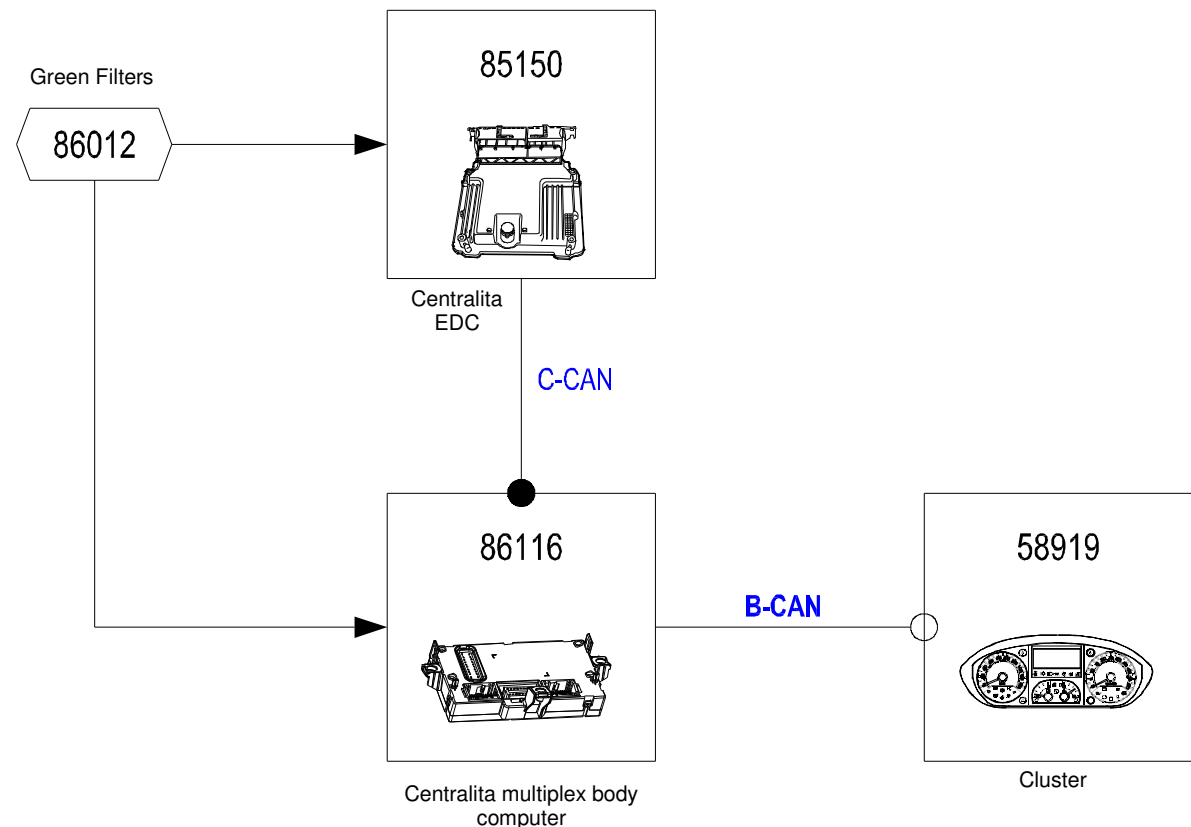 85150
Green Filters
86012
Centralita
EDC
C-CAN
86116
58919
B-CAN
Cluster
Centralita multiplex body
computer